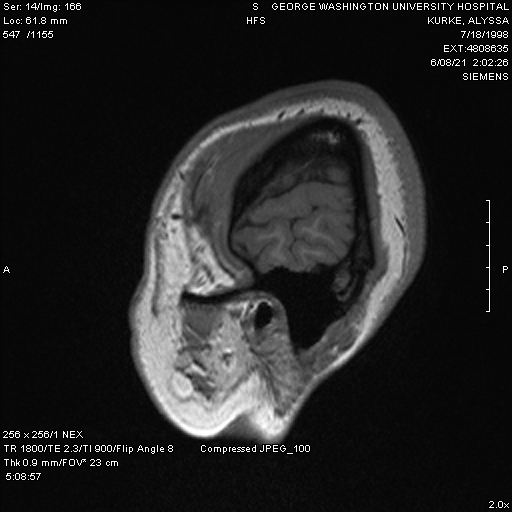 Ser: 14/Img: 166
Loc: 61.8 mm
547 /1155
S GEORGE WASHINGTON UNIVERSITY HOSPITAL
HFS KURKE, ALYSSA
7/18/1998
EXT:4808635
6/08/21 2:02:26
SIEMENS
A
P
256 x 256/1 NEX
TR 1800/TE 2.3/TI 900/Flip Angle 8 Compressed JPEG_100
Thk 0.9 mm/FOV* 23 cm
5:08:57
2.0x